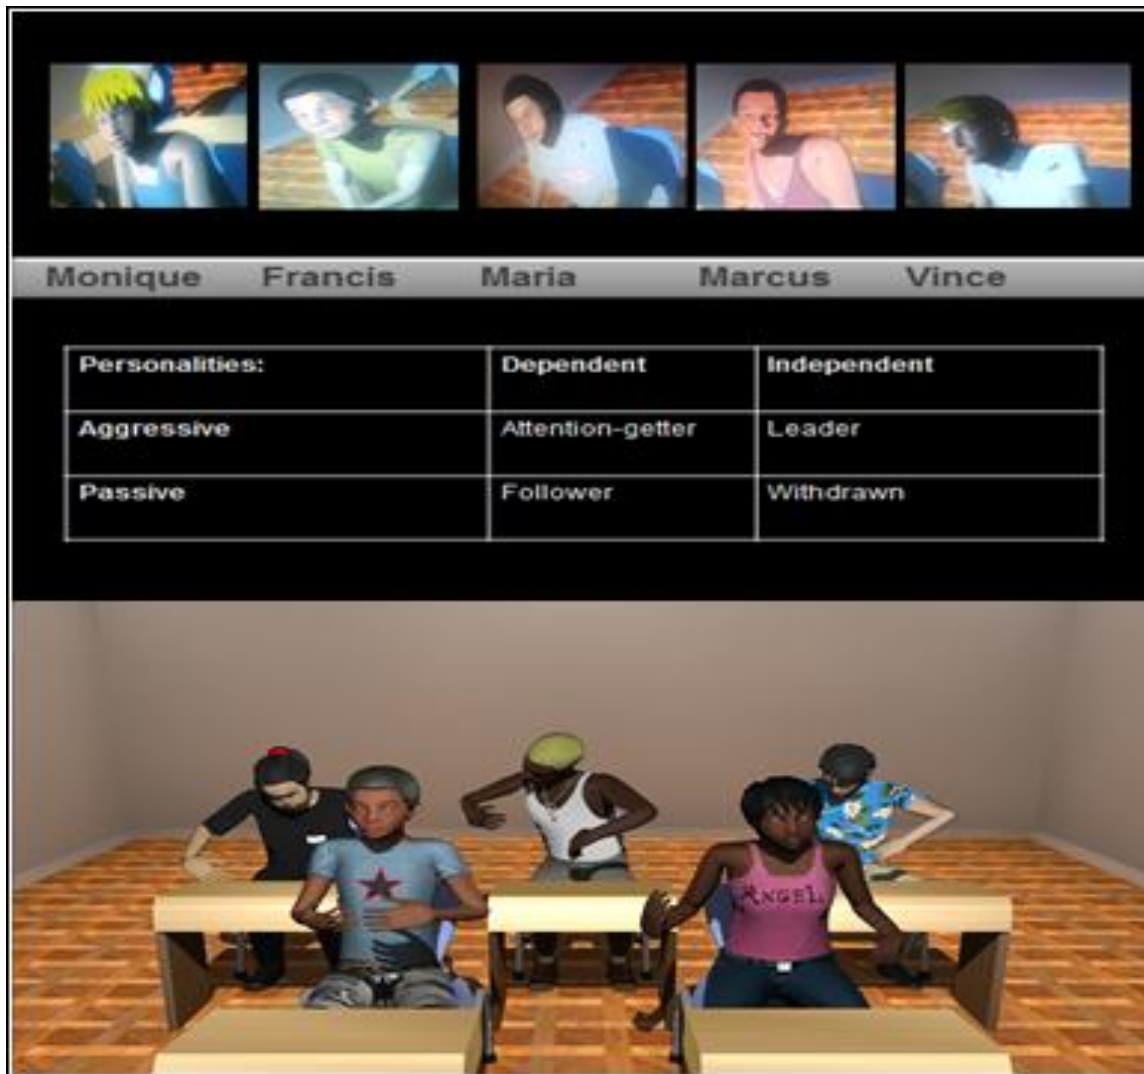 Monique Francis Maria Marcus Vince
Personalities: Dependent Independent
Aggressive Attention-getter Leader
Passive Follower Withdrawn
ANGEL